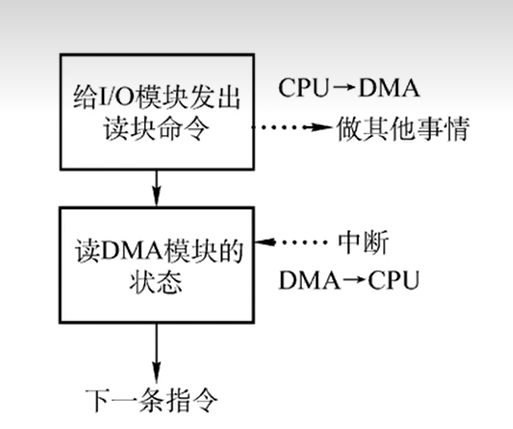 给I/O模块发出
读块命令
CPU→DMA
做其他事情
读DMA模块的
状态
中断
DMA→CPU
下一条指令